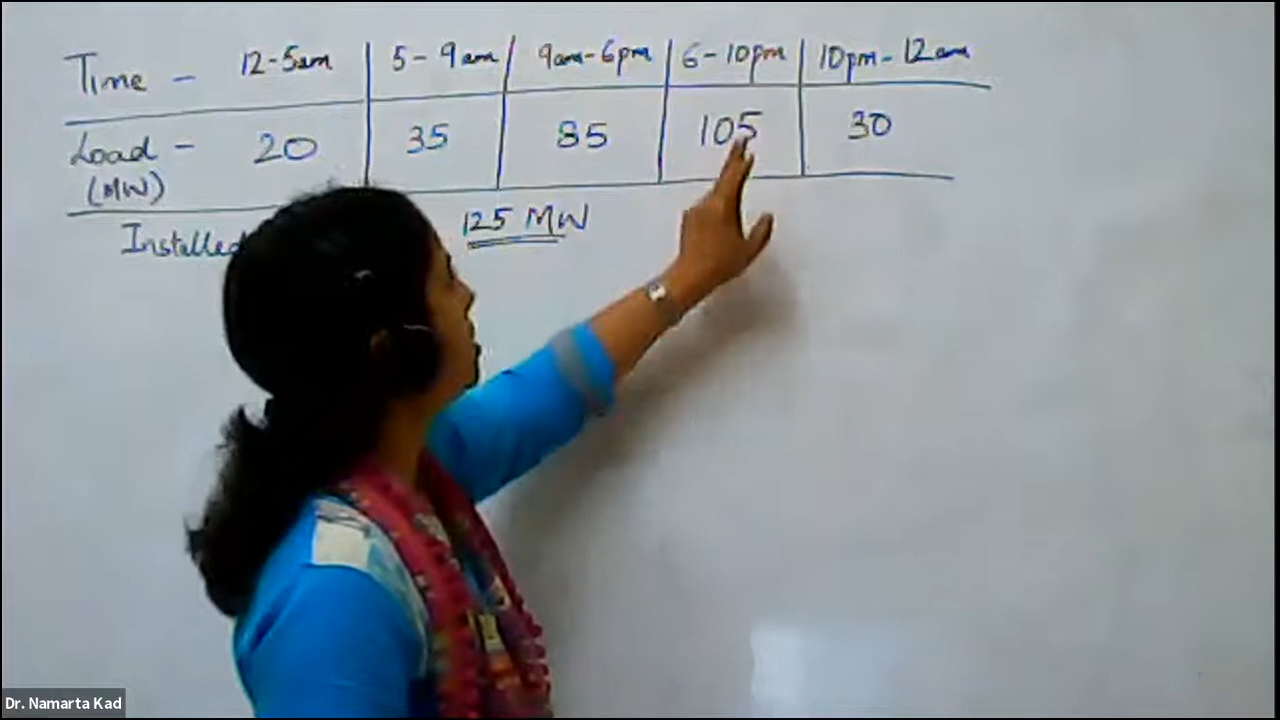 Time - 12-5am 5-9am 9am-6pm 6-10pm 10pm-12am
Load - 20 35 85 105 30
(MW)
Installed 125 MW
Dr. Namarta Kad